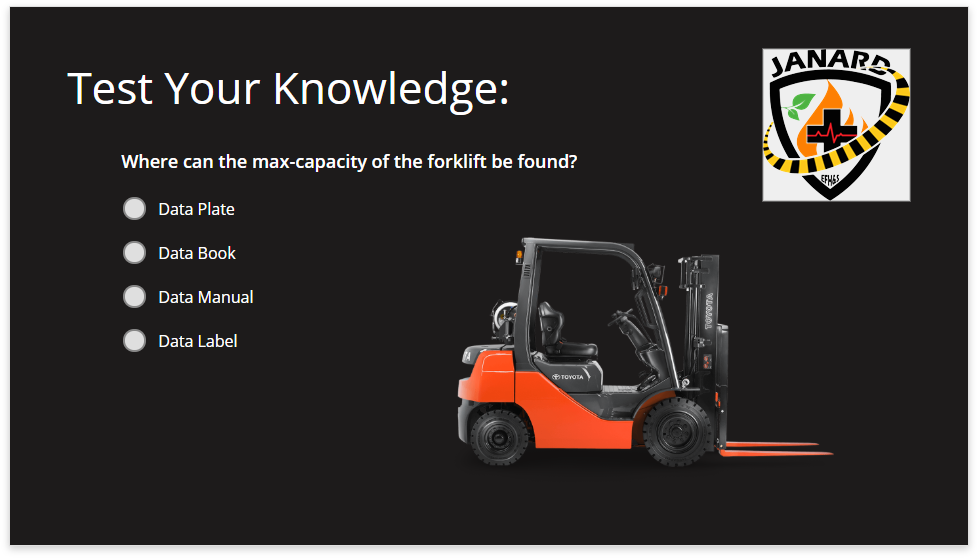 Test Your Knowledge:
JANARD
EFH&S
Where can the max-capacity of the forklift be found?
Data Plate
Data Book
Data Manual
Data Label
TOYOTA
TOYOTA